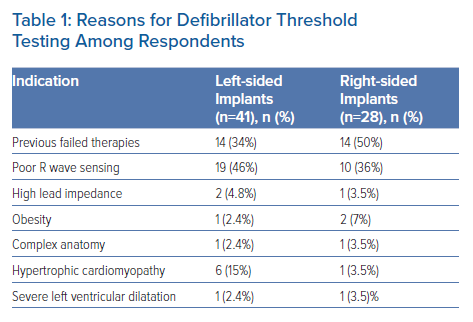 Table 1: Reasons for Defibrillator Threshold
Testing Among Respondents
Indication Left-sided Right-sided
Implants Implants
(n=41), n (%) (n=28), n (%)
Previous failed therapies 14 (34%) 14 (50%)
Poor R wave sensing 19 (46%) 10 (36%)
High lead impedance 2 (4.8%) 1 (3.5%)
Obesity 1 (2.4%) 2 (7%)
Complex anatomy 1 (2.4%) 1 (3.5%)
Hypertrophic cardiomyopathy 6 (15%) 1 (3.5%)
Severe left ventricular dilatation 1 (2.4%) 1 (3.5)%